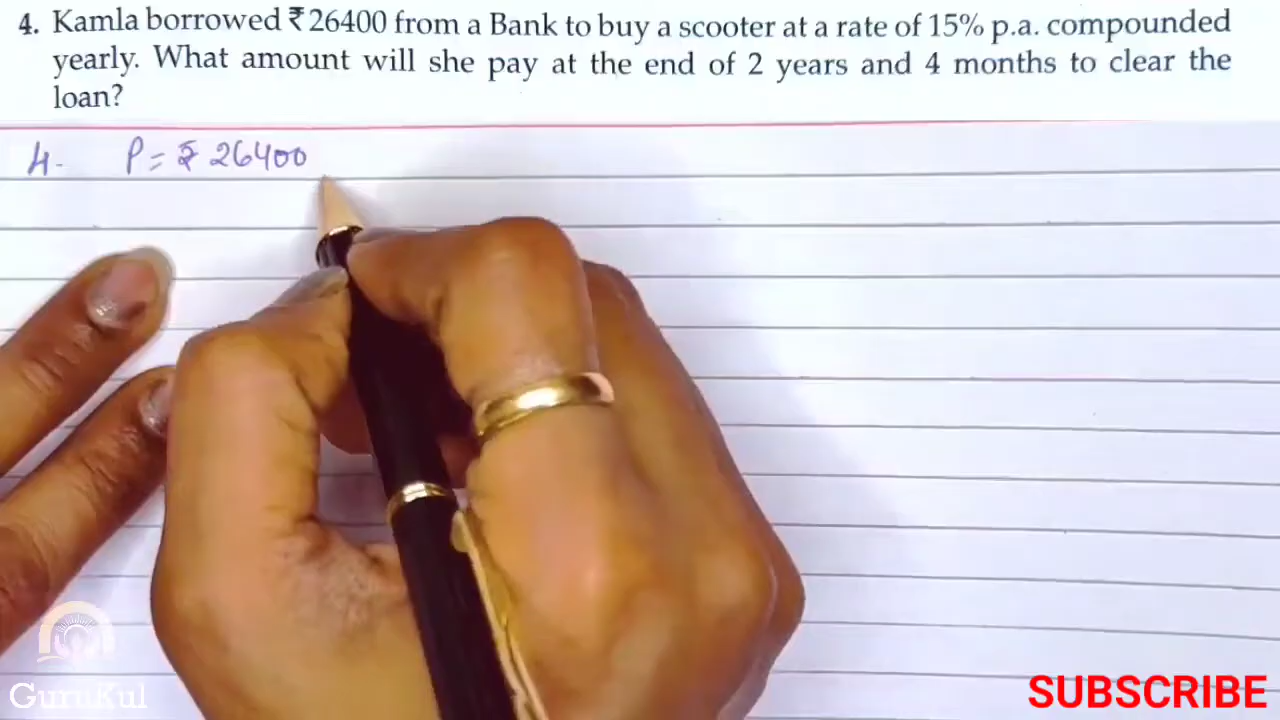 4. Kamla borrowed ₹26400 from a Bank to buy a scooter at a rate of 15% p.a. compounded
yearly. What amount will she pay at the end of 2 years and 4 months to clear the
loan?
4. P = ₹ 26400
GuruKul
SUBSCRIBE